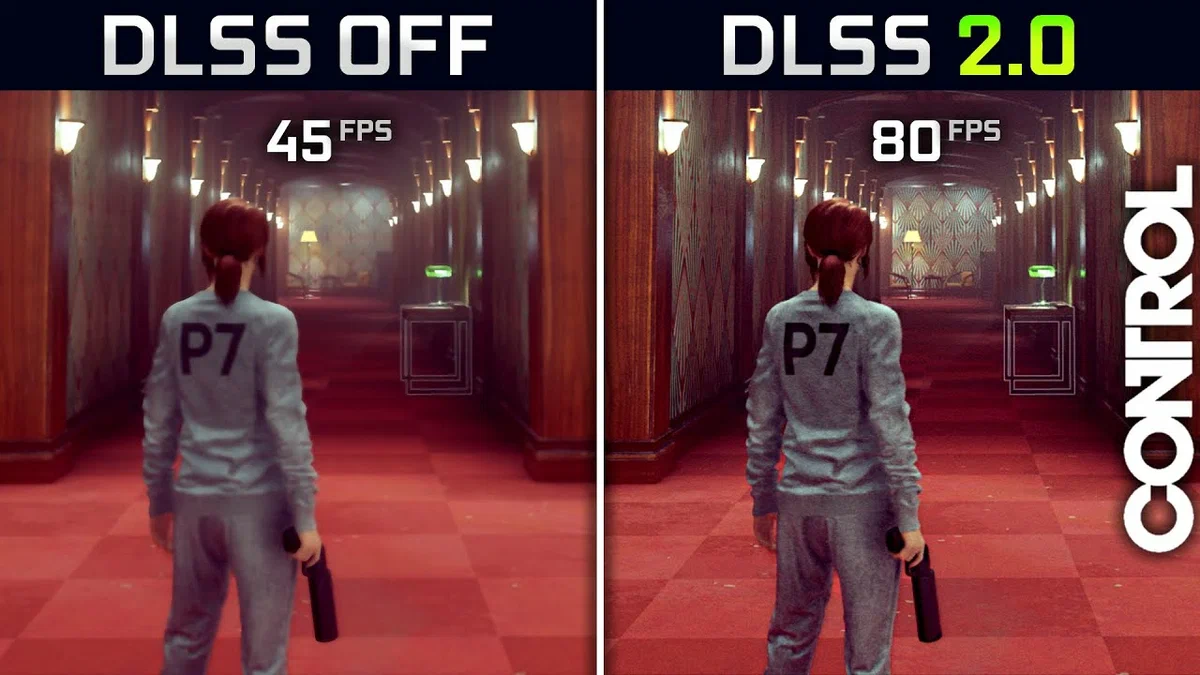 DLSS OFF
45 FPS
P7
DLSS 2.0
80 FPS
P7
CONTROL